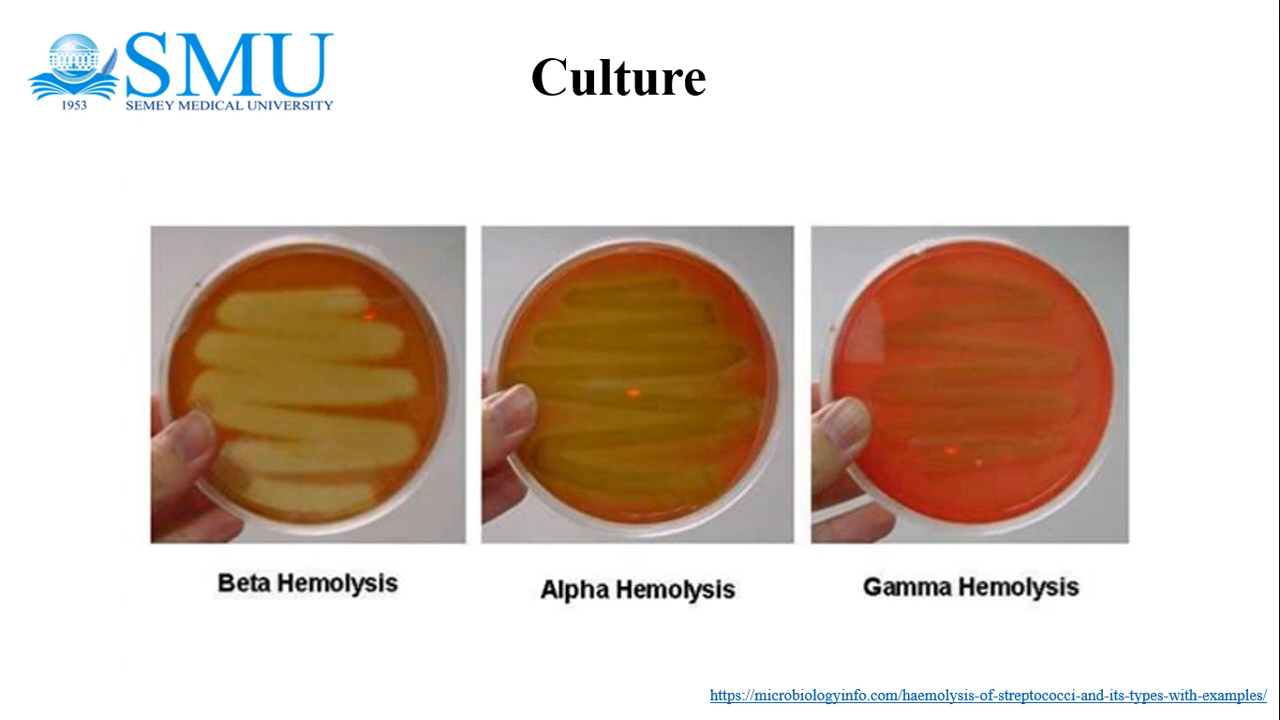 SMU
1953
SEMEY MEDICAL UNIVERSITY
Culture
Beta Hemolysis
Alpha Hemolysis
Gamma Hemolysis
https://microbiologyinfo.com/haemolysis-of-streptococci-and-its-types-with-examples/